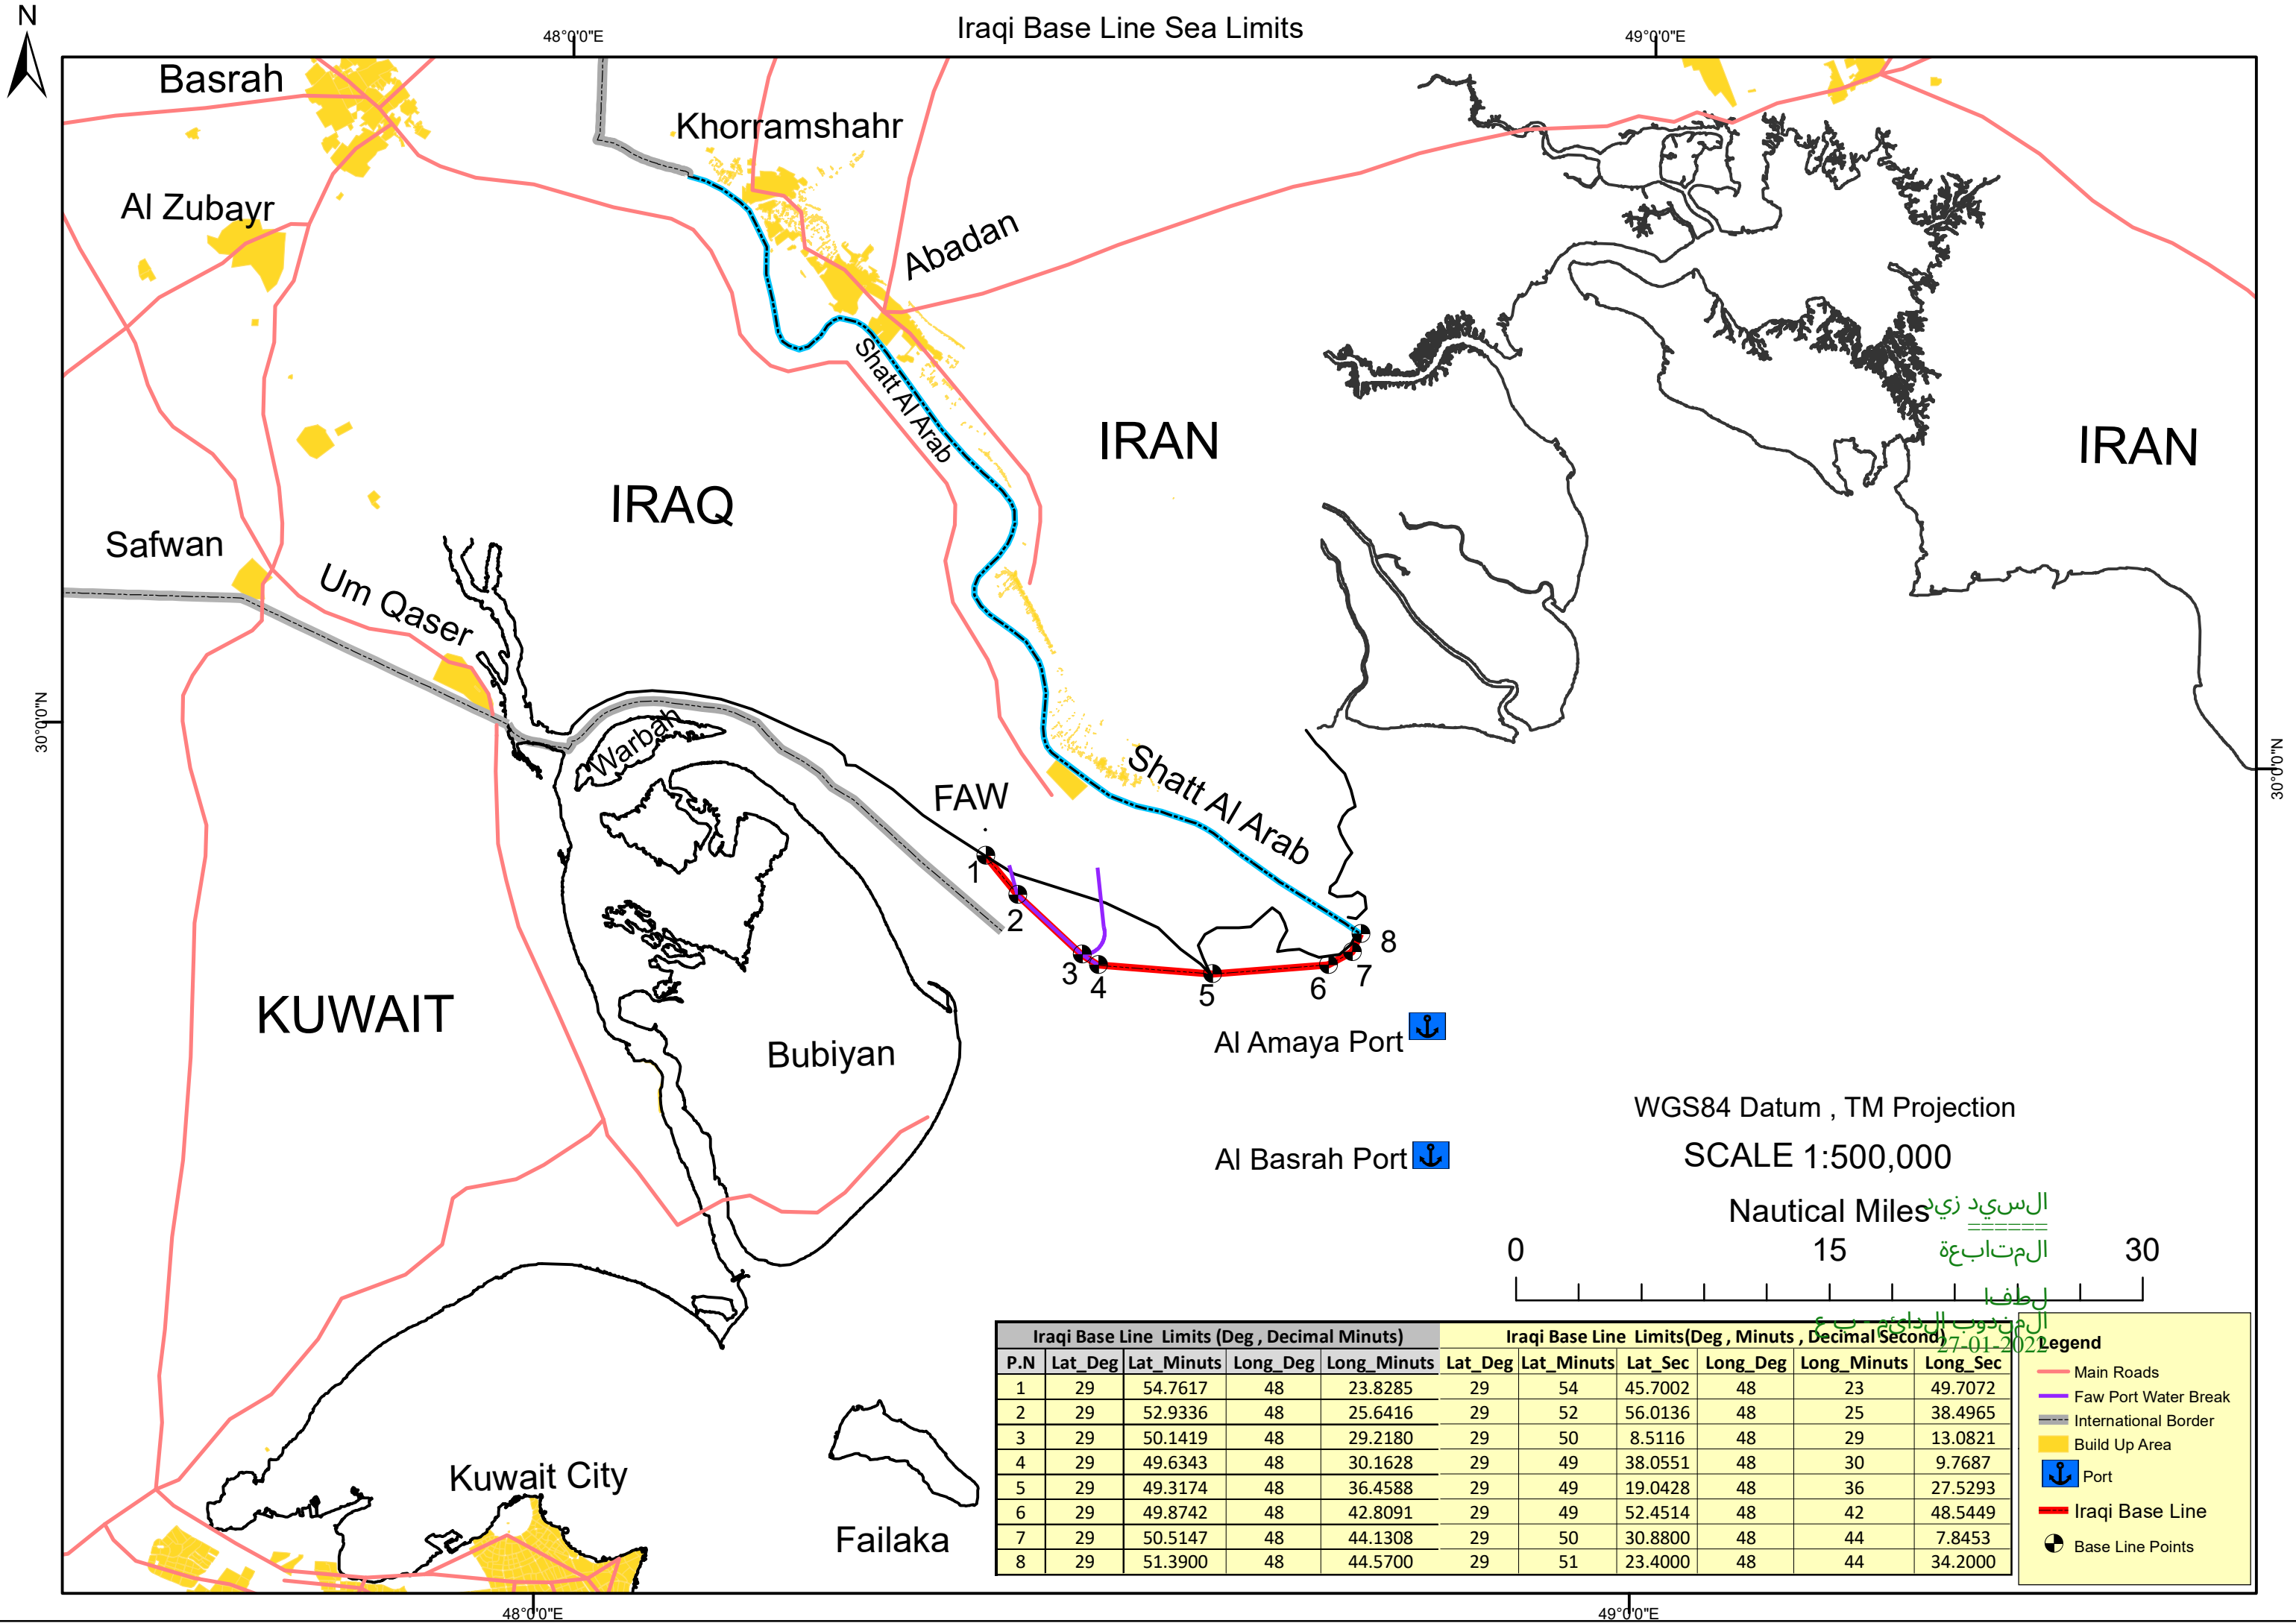 N
Iraqi Base Line Sea Limits
48°0'0"E
49°0'0"E
Basrah
Khorramshahr
Al Zubayr
Abadan
Shatt Al Arab
IRAN
IRAN
IRAQ
Safwan
Um Qaser
30°0'0"N
30°0'0"N
Warbah
FAW
Shatt Al Arab
1
2
3
4
5
6
7
8
KUWAIT
Bubiyan
Al Amaya Port
Al Basrah Port
WGS84 Datum , TM Projection
SCALE 1:500,000
Nautical Miles
0 15 30
السيد زيد
======
المتابعة
لطفا
المندوب الدائم - ب ع
27-01-2022
Kuwait City
Failaka
Iraqi Base Line Limits (Deg , Decimal Minuts) Iraqi Base Line Limits(Deg , Minuts , Decimal Second)
P.N Lat_Deg Lat_Minuts Long_Deg Long_Minuts Lat_Deg Lat_Minuts Lat_Sec Long_Deg Long_Minuts Long_Sec
1 29 54.7617 48 23.8285 29 54 45.7002 48 23 49.7072
2 29 52.9336 48 25.6416 29 52 56.0136 48 25 38.4965
3 29 50.1419 48 29.2180 29 50 8.5116 48 29 13.0821
4 29 49.6343 48 30.1628 29 49 38.0551 48 30 9.7687
5 29 49.3174 48 36.4588 29 49 19.0428 48 36 27.5293
6 29 49.8742 48 42.8091 29 49 52.4514 48 42 48.5449
7 29 50.5147 48 44.1308 29 50 30.8800 48 44 7.8453
8 29 51.3900 48 44.5700 29 51 23.4000 48 44 34.2000
Legend
Main Roads
Faw Port Water Break
International Border
Build Up Area
Port
Iraqi Base Line
Base Line Points
48°0'0"E
49°0'0"E